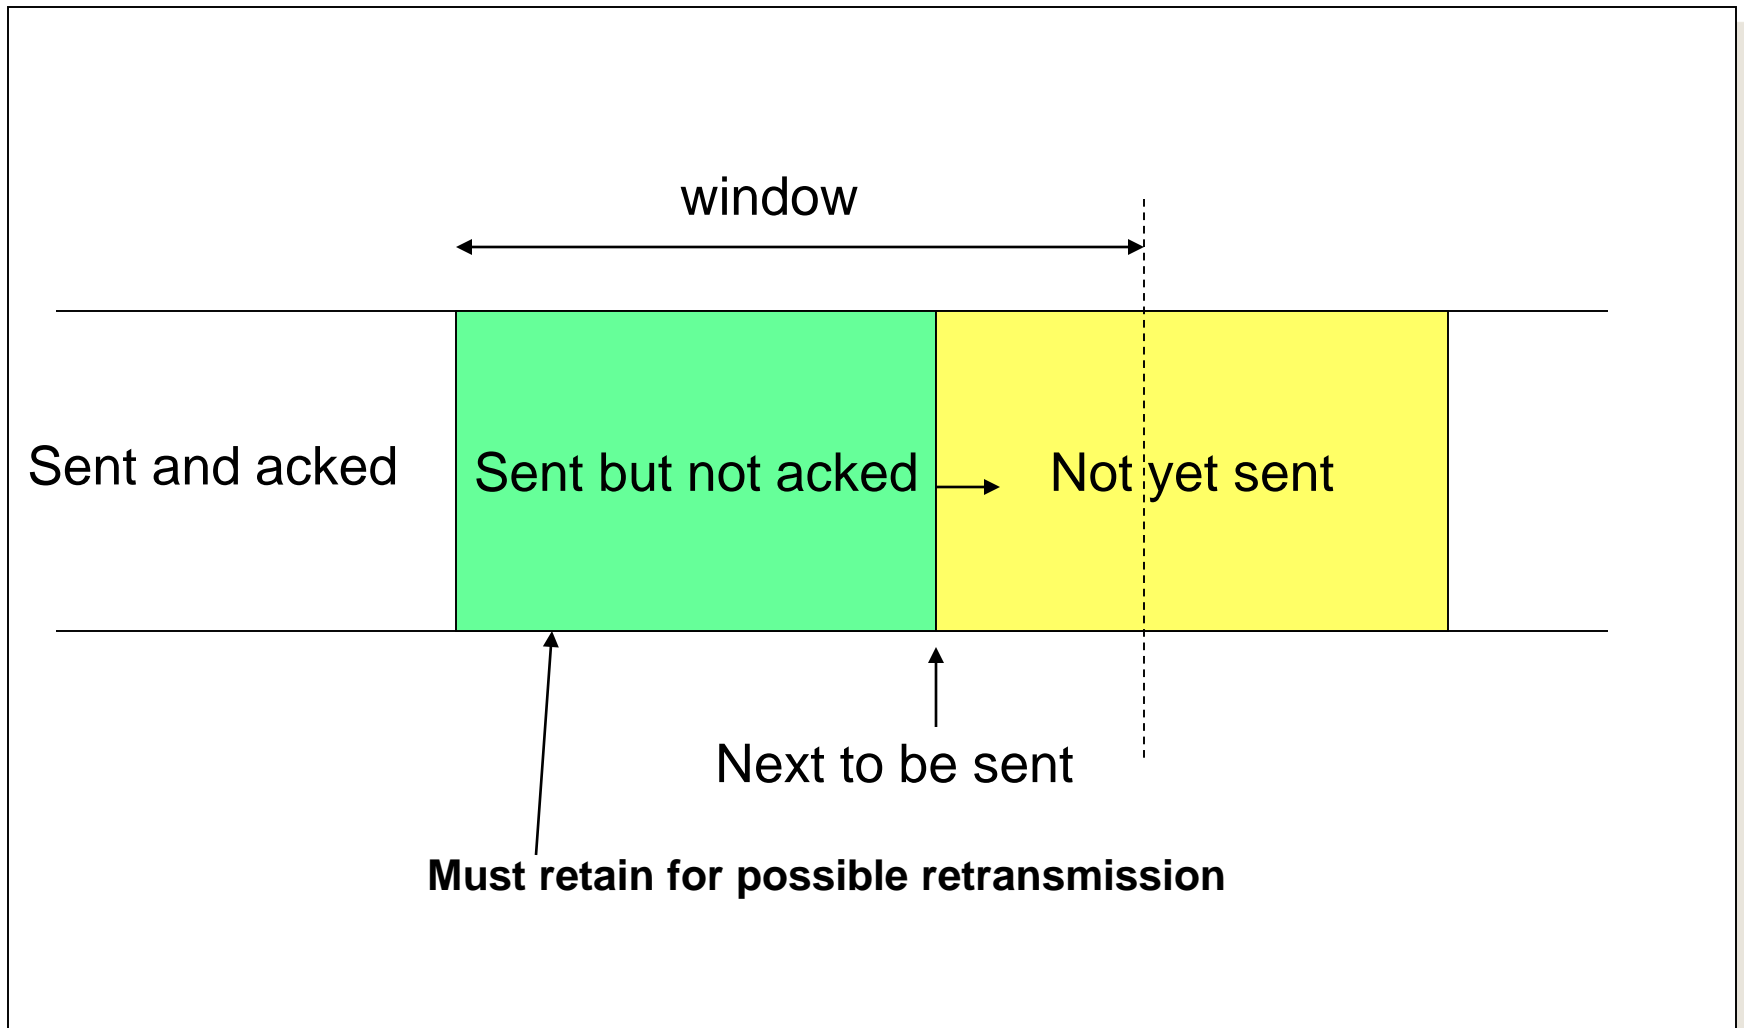 window
Sent and acked
Sent but not acked
Not yet sent
Next to be sent
Must retain for possible retransmission